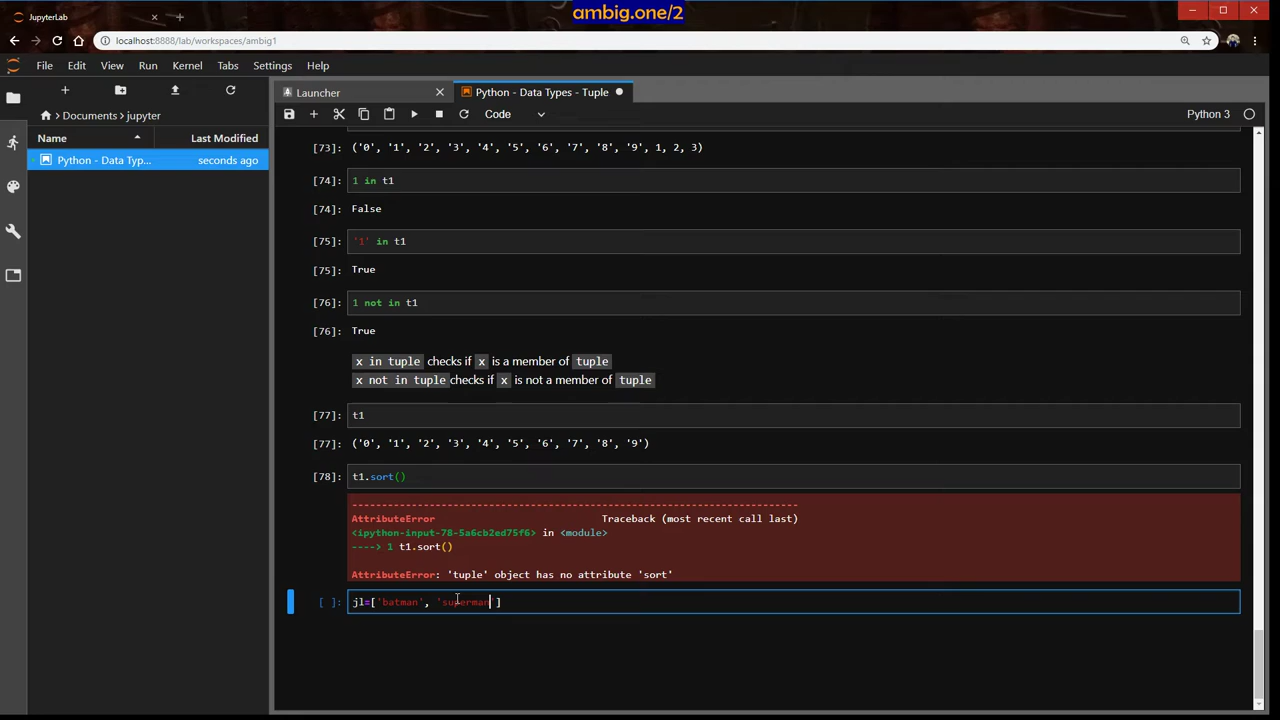 ambig.one/2
JupyterLab
localhost:8888/lab/workspaces/ambig1
File Edit View Run Kernel Tabs Settings Help
Launcher
Python - Data Types - Tuple
Code
Python 3
Documents jupyter
Name Last Modified
Python - Data Typ... seconds ago
[73]: ('0', '1', '2', '3', '4', '5', '6', '7', '8', '9', 1, 2, 3)
[74]: 1 in t1
[74]: False
[75]: '1' in t1
[75]: True
[76]: 1 not in t1
[76]: True
x in tuple checks if x is a member of tuple
x not in tuple checks if x is not a member of tuple
[77]: t1
[77]: ('0', '1', '2', '3', '4', '5', '6', '7', '8', '9')
[78]: t1.sort()
---------------------------------------------------------------------------
AttributeError Traceback (most recent call last)
<ipython-input-78-5a6cb2ed75f6> in <module>
----> 1 t1.sort()
AttributeError: 'tuple' object has no attribute 'sort'
[ ]: jl=['batman', 'superman']